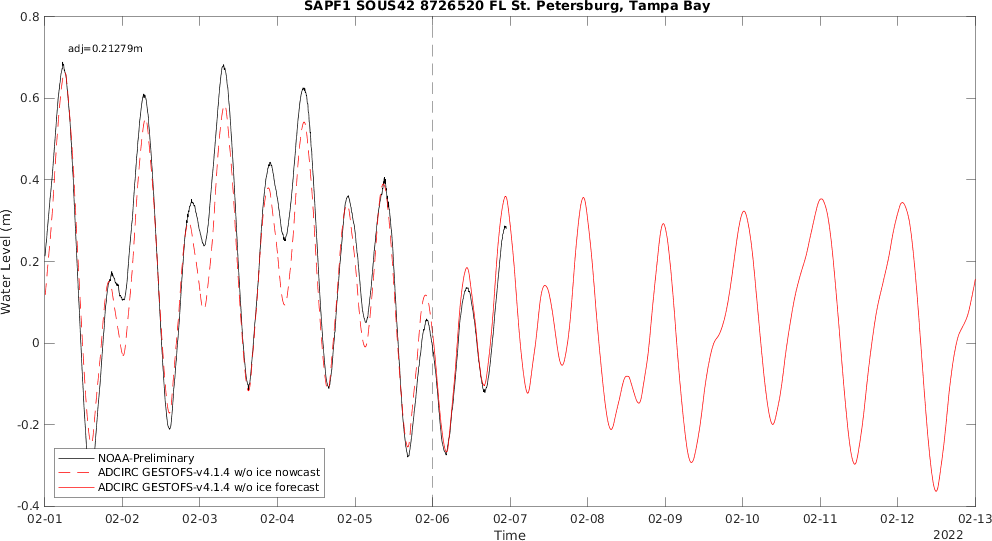 SAPF1 SOUS42 8726520 FL St. Petersburg, Tampa Bay
adj=0.21279m
0.8
0.6
0.4
0.2
0
-0.2
-0.4
Water Level (m)
NOAA-Preliminary
ADCIRC GESTOFS-v4.1.4 w/o ice nowcast
ADCIRC GESTOFS-v4.1.4 w/o ice forecast
02-01 02-02 02-03 02-04 02-05 02-06 02-07 02-08 02-09 02-10 02-11 02-12 02-13
Time
2022